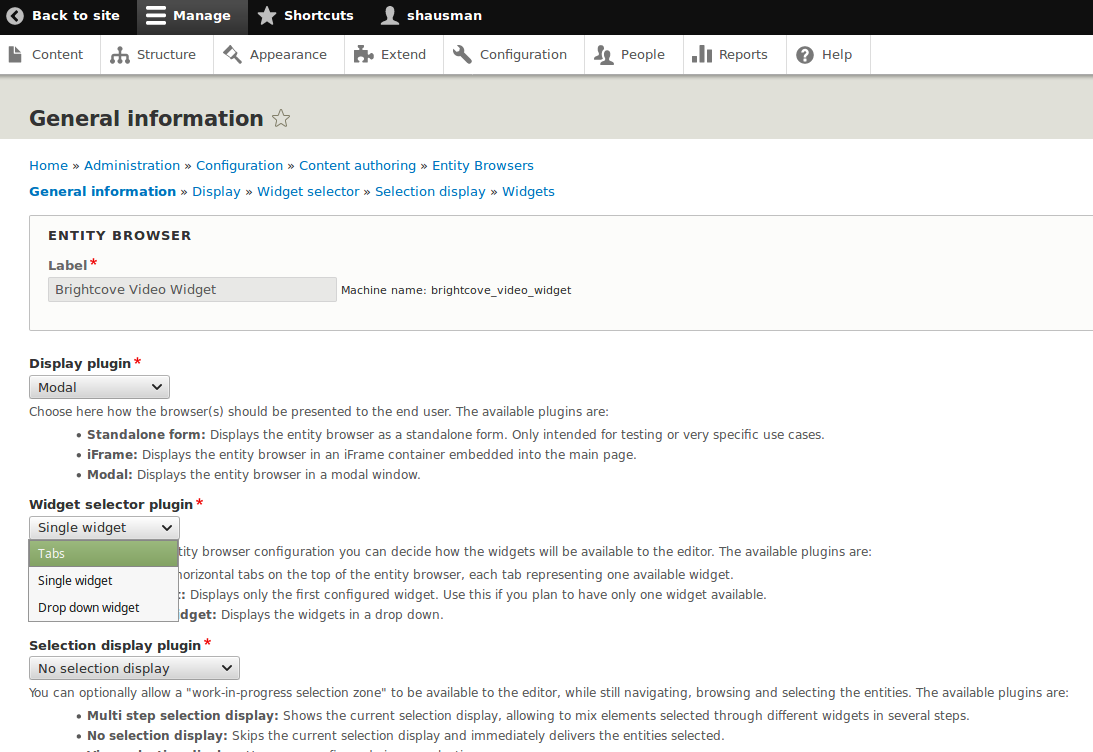 Back to site Manage Shortcuts shausman
Content Structure Appearance Extend Configuration People Reports Help
General information
Home » Administration » Configuration » Content authoring » Entity Browsers
General information » Display » Widget selector » Selection display » Widgets
ENTITY BROWSER
Label*
Brightcove Video Widget Machine name: brightcove_video_widget
Display plugin*
Modal
Choose here how the browser(s) should be presented to the end user. The available plugins are:
• Standalone form: Displays the entity browser as a standalone form. Only intended for testing or very specific use cases.
• iFrame: Displays the entity browser in an iFrame container embedded into the main page.
• Modal: Displays the entity browser in a modal window.
Widget selector plugin*
Single widget
Tabs
Single widget
Drop down widget
tity browser configuration you can decide how the widgets will be available to the editor. The available plugins are:
horizontal tabs on the top of the entity browser, each tab representing one available widget.
: Displays only the first configured widget. Use this if you plan to have only one widget available.
dget: Displays the widgets in a drop down.
Selection display plugin*
No selection display
You can optionally allow a "work-in-progress selection zone" to be available to the editor, while still navigating, browsing and selecting the entities. The available plugins are:
• Multi step selection display: Shows the current selection display, allowing to mix elements selected through different widgets in several steps.
• No selection display: Skips the current selection display and immediately delivers the entities selected.